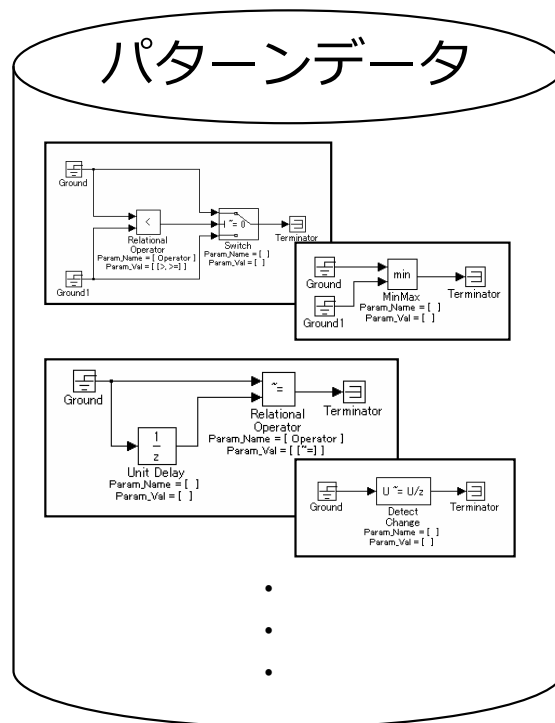 パターンデータ
Ground
<
Relational
Operator
Param_Name = [ Operator ]
Param_Val = [ [>, >=] ]
~= 0
Switch
Param_Name = [ ]
Param_Val = [ ]
Terminator
Ground1
Ground
Ground1
min
MinMax
Param_Name = [ ]
Param_Val = [ ]
Terminator
Ground
1
z
Unit Delay
Param_Name = [ ]
Param_Val = [ ]
~=
Relational
Operator
Param_Name = [ Operator ]
Param_Val = [ [~=] ]
Terminator
Ground
U ~= U/z
Detect
Change
Param_Name = [ ]
Param_Val = [ ]
Terminator